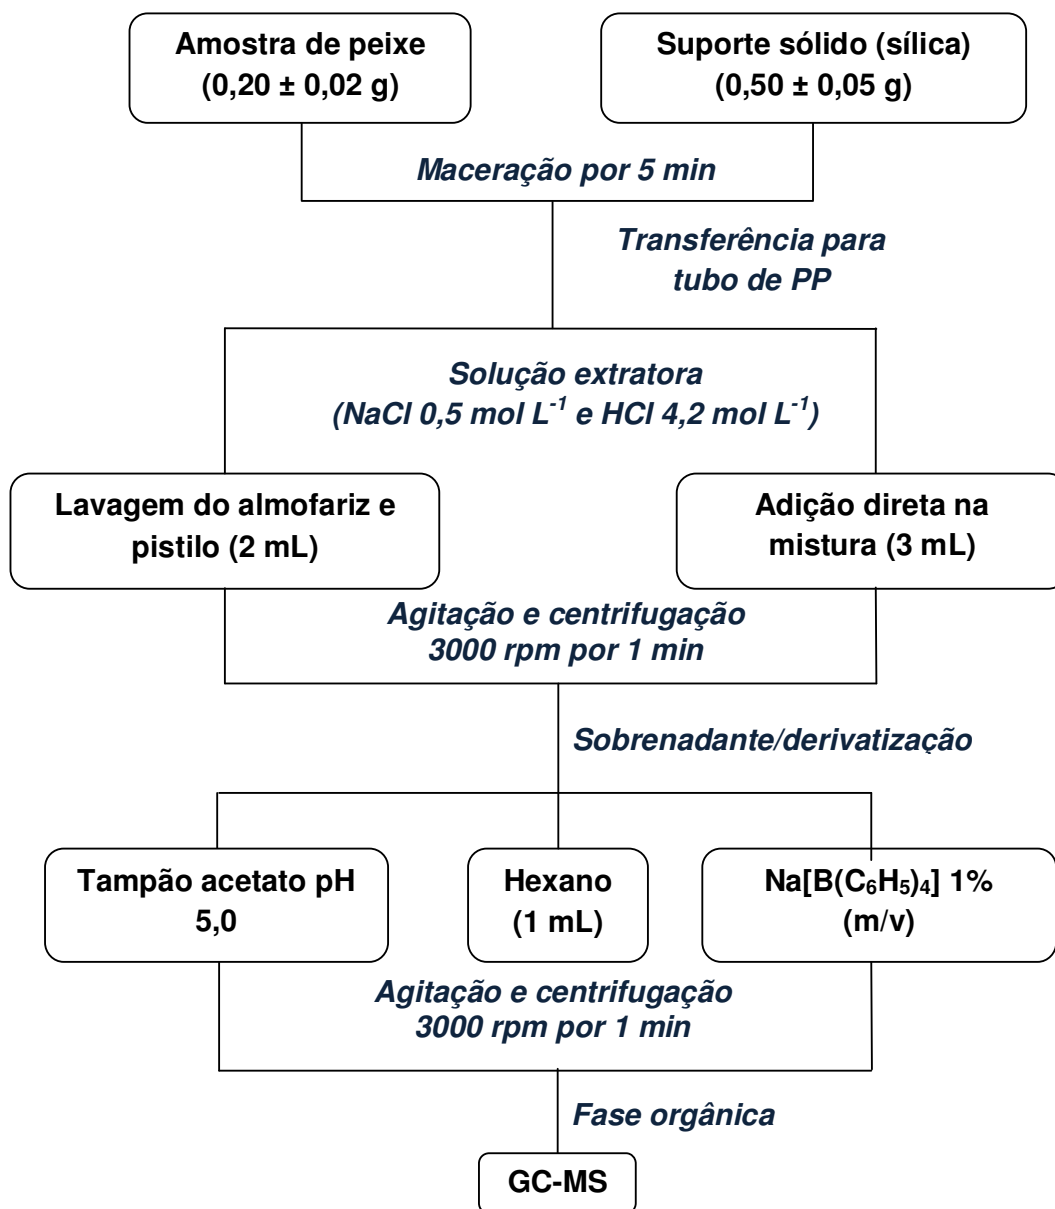 Amostra de peixe
(0,20 ± 0,02 g)
Suporte sólido (sílica)
(0,50 ± 0,05 g)
Maceração por 5 min
Transferência para
tubo de PP
Solução extratora
(NaCl 0,5 mol L⁻¹ e HCl 4,2 mol L⁻¹)
Lavagem do almofariz e
pistilo (2 mL)
Adição direta na
mistura (3 mL)
Agitação e centrifugação
3000 rpm por 1 min
Sobrenadante/derivatização
Tampão acetato pH
5,0
Hexano
(1 mL)
Na[B(C₆H₅)₄] 1%
(m/v)
Agitação e centrifugação
3000 rpm por 1 min
Fase orgânica
GC-MS